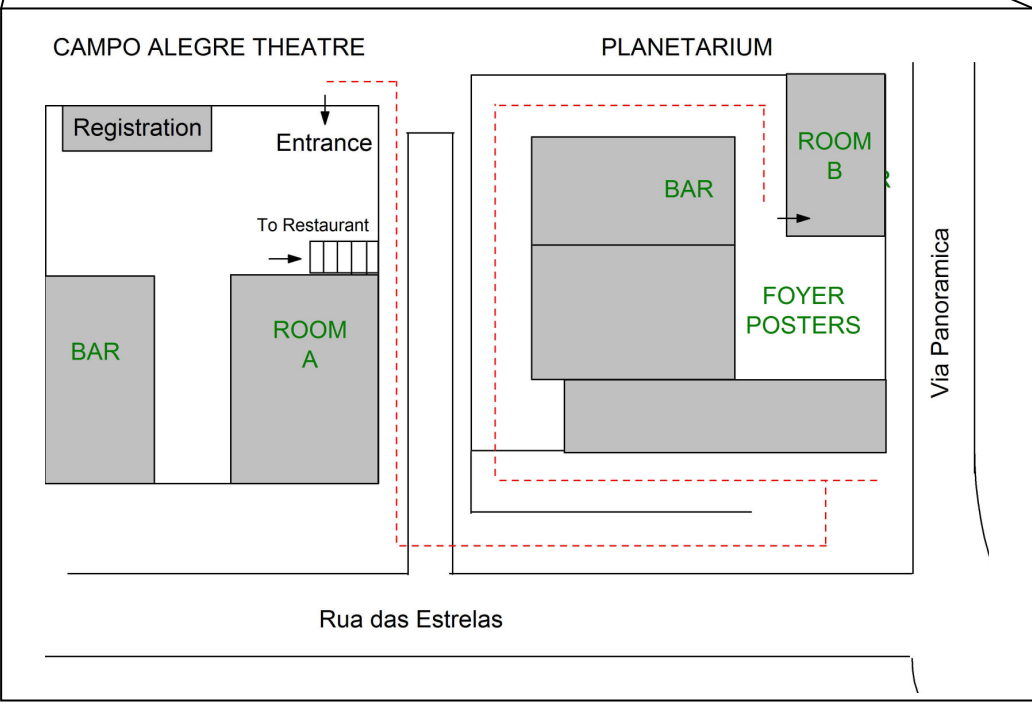 CAMPO ALEGRE THEATRE
PLANETARIUM
Registration
Entrance
To Restaurant
BAR
ROOM
A
BAR
ROOM
B
FOYER
POSTERS
Via Panoramica
Rua das Estrelas